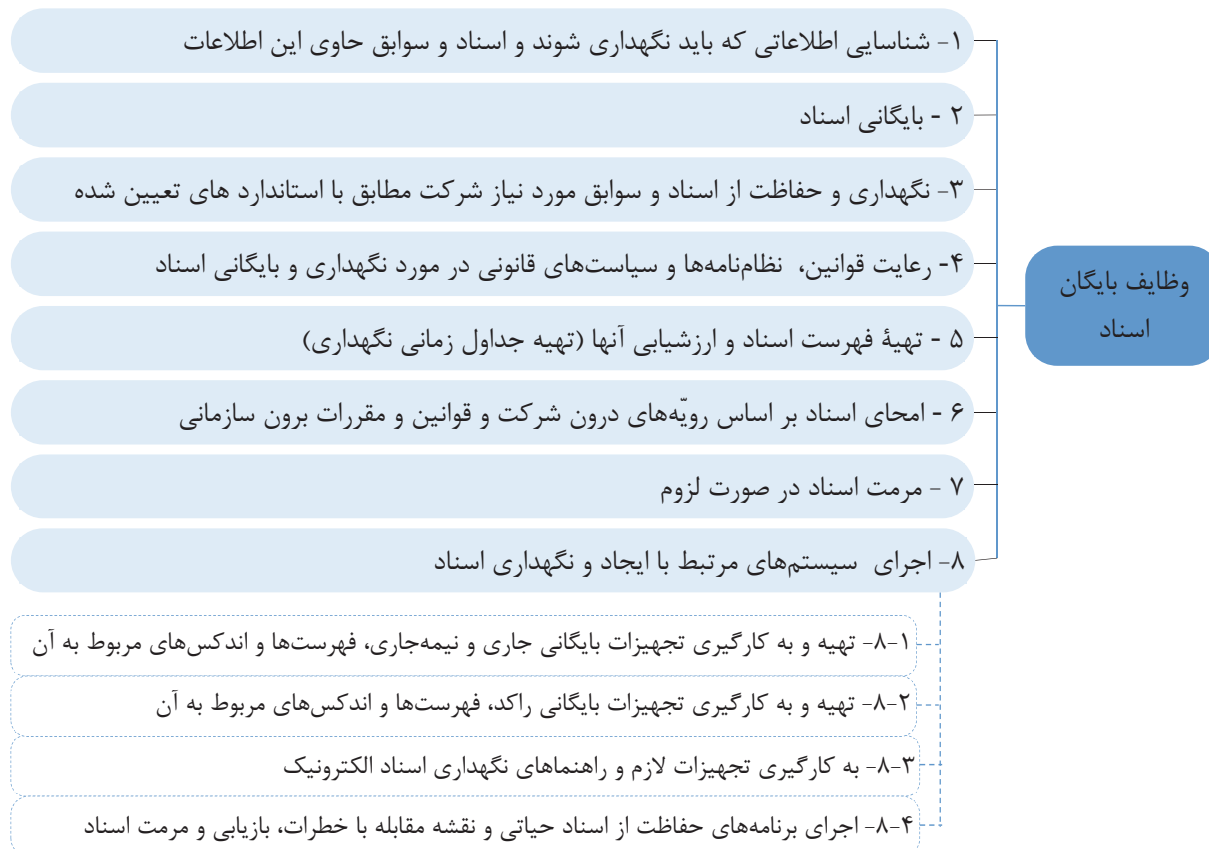 وظایف بایگان
اسناد
۱- شناسایی اطلاعاتی که باید نگهداری شوند و اسناد و سوابق حاوی این اطلاعات
۲ - بایگانی اسناد
۳- نگهداری و حفاظت از اسناد و سوابق مورد نیاز شرکت مطابق با استاندارد های تعیین شده
۴- رعایت قوانین، نظام‌نامه‌ها و سیاست‌های قانونی در مورد نگهداری و بایگانی اسناد
۵ - تهیۀ فهرست اسناد و ارزشیابی آنها (تهیه جداول زمانی نگهداری)
۶ - امحای اسناد بر اساس رویّه‌های درون شرکت و قوانین و مقررات برون سازمانی
۷ - مرمت اسناد در صورت لزوم
۸- اجرای سیستم‌های مرتبط با ایجاد و نگهداری اسناد
۸-۱- تهیه و به کارگیری تجهیزات بایگانی جاری و نیمه‌جاری، فهرست‌ها و اندکس‌های مربوط به آن
۸-۲- تهیه و به کارگیری تجهیزات بایگانی راکد، فهرست‌ها و اندکس‌های مربوط به آن
۸-۳- به کارگیری تجهیزات لازم و راهنماهای نگهداری اسناد الکترونیک
۸-۴- اجرای برنامه‌های حفاظت از اسناد حیاتی و نقشه مقابله با خطرات، بازیابی و مرمت اسناد